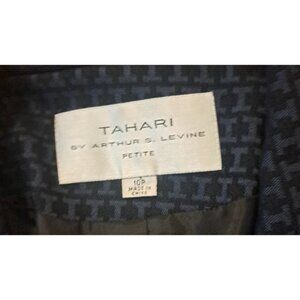 TAHARI
BY ARTHUR S. LEVINE
PETITE
10P
MADE IN
CHINA